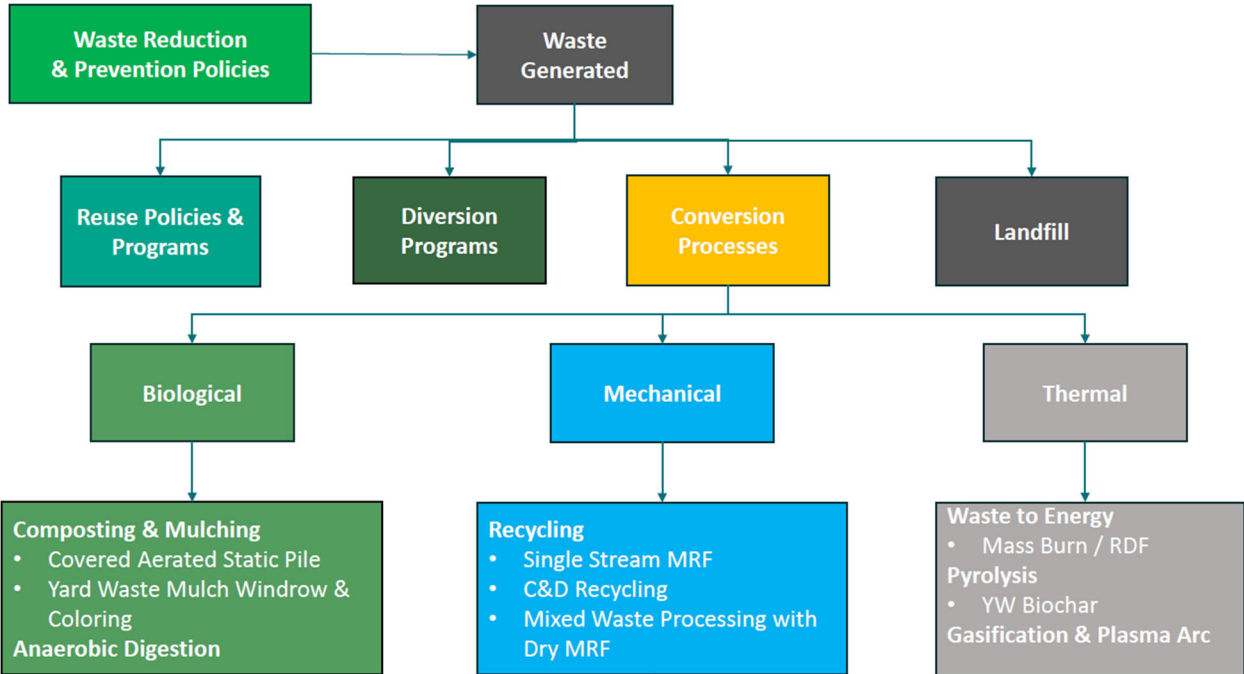 Waste Reduction
& Prevention Policies
Waste
Generated
Reuse Policies &
Programs
Diversion
Programs
Conversion
Processes
Landfill
Biological
Mechanical
Thermal
Composting & Mulching
• Covered Aerated Static Pile
• Yard Waste Mulch Windrow &
Coloring
Anaerobic Digestion
Recycling
• Single Stream MRF
• C&D Recycling
• Mixed Waste Processing with
Dry MRF
Waste to Energy
• Mass Burn / RDF
Pyrolysis
• YW Biochar
Gasification & Plasma Arc